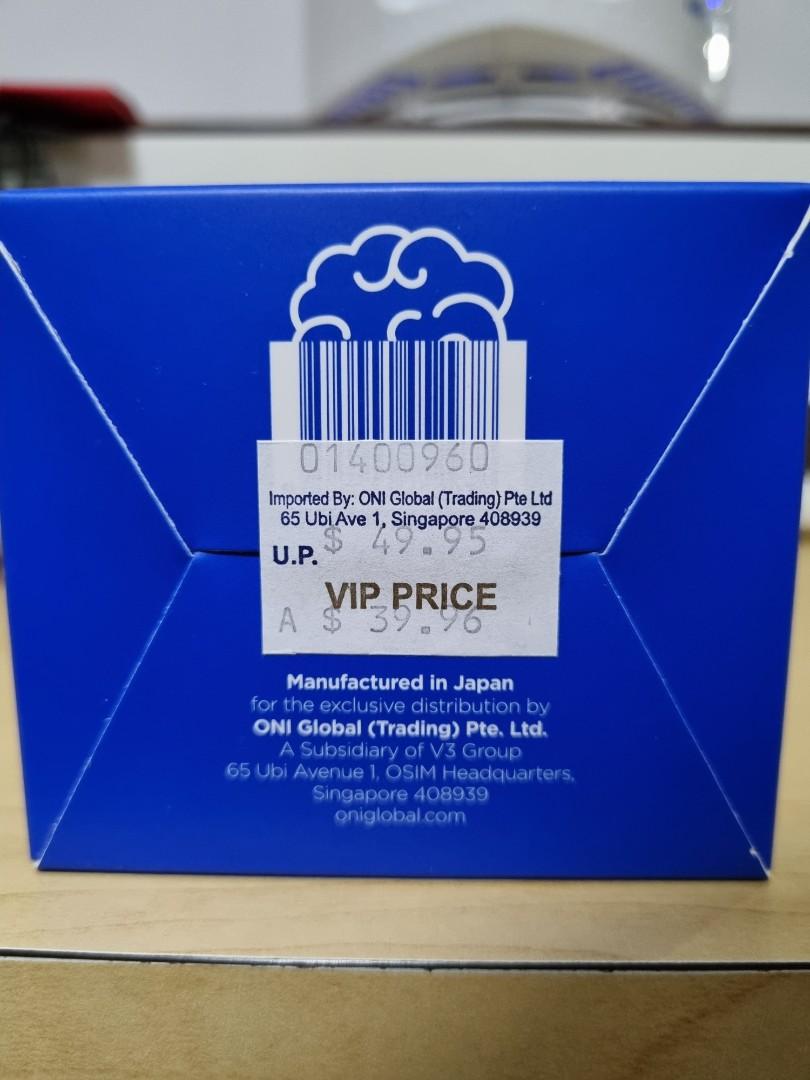 01400960
Imported By: ONI Global (Trading) Pte Ltd
65 Ubi Ave 1, Singapore 408939
U.P. $ 49.95
VIP PRICE
A $ 39.96
Manufactured in Japan
for the exclusive distribution by
ONI Global (Trading) Pte. Ltd.
A Subsidiary of V3 Group
65 Ubi Avenue 1, OSIM Headquarters,
Singapore 408939
oniglobal.com